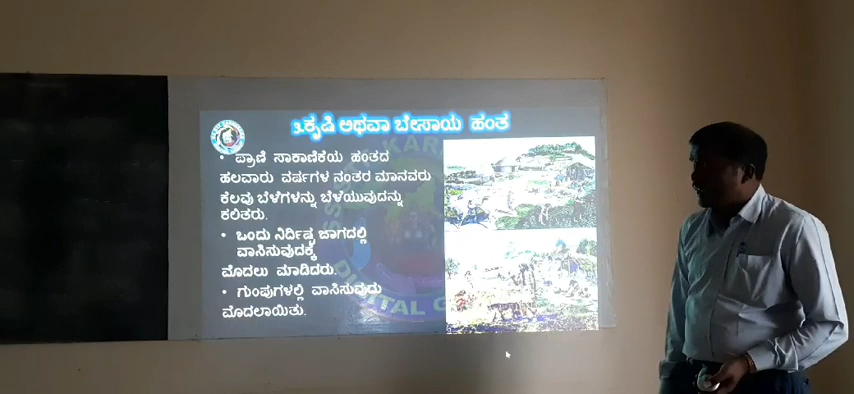 3.ಕೃಷಿ ಅಥವಾ ಬೇಸಾಯ ಹಂತ
• ಪ್ರಾಣಿ ಸಾಕಾಣಿಕೆಯ ಹಂತದ
ಹಲವಾರು ವರ್ಷಗಳ ನಂತರ ಮಾನವರು
ಕೆಲವು ಬೆಳೆಗಳನ್ನು ಬೆಳೆಯುವುದನ್ನು
ಕಲಿತರು.
• ಒಂದು ನಿರ್ದಿಷ್ಟ ಜಾಗದಲ್ಲಿ
ವಾಸಿಸುವುದಕ್ಕೆ
ಮೊದಲು ಮಾಡಿದರು.
• ಗುಂಪುಗಳಲ್ಲಿ ವಾಸಿಸುವುದು
ಮೊದಲಾಯಿತು.
DIGITAL